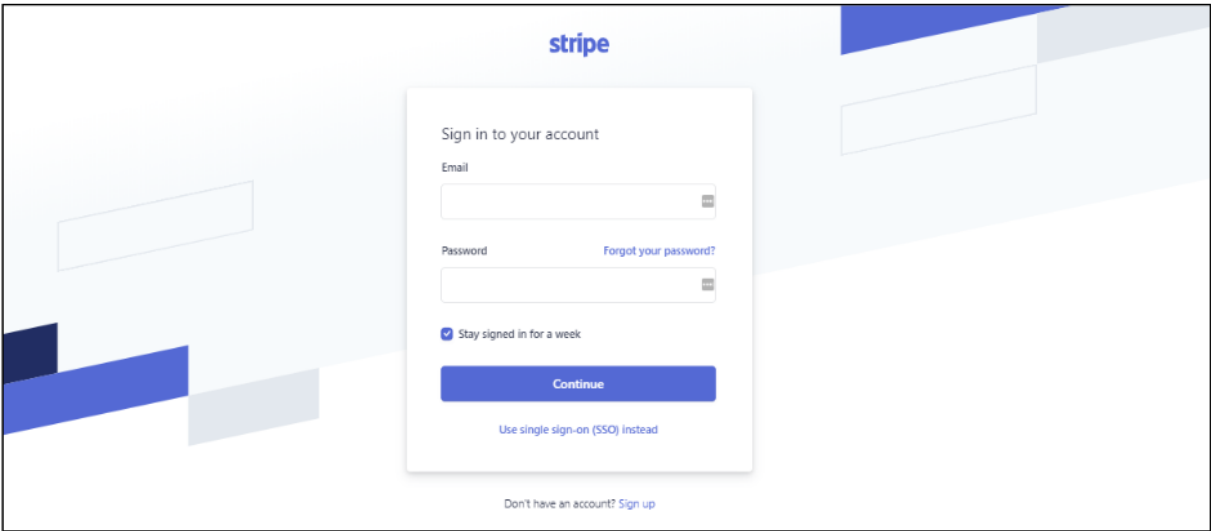 stripe
Sign in to your account
Email
Password Forgot your password?
Stay signed in for a week
Continue
Use single sign-on (SSO) instead
Don't have an account? Sign up